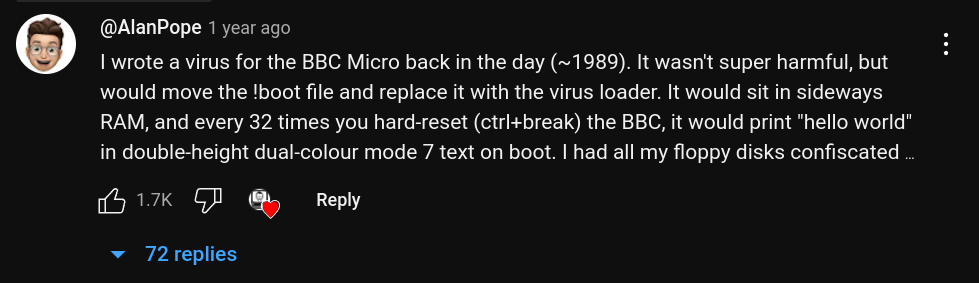 @AlanPope 1 year ago
I wrote a virus for the BBC Micro back in the day (~1989). It wasn't super harmful, but
would move the !boot file and replace it with the virus loader. It would sit in sideways
RAM, and every 32 times you hard-reset (ctrl+break) the BBC, it would print "hello world"
in double-height dual-colour mode 7 text on boot. I had all my floppy disks confiscated ...
1.7K Reply
72 replies